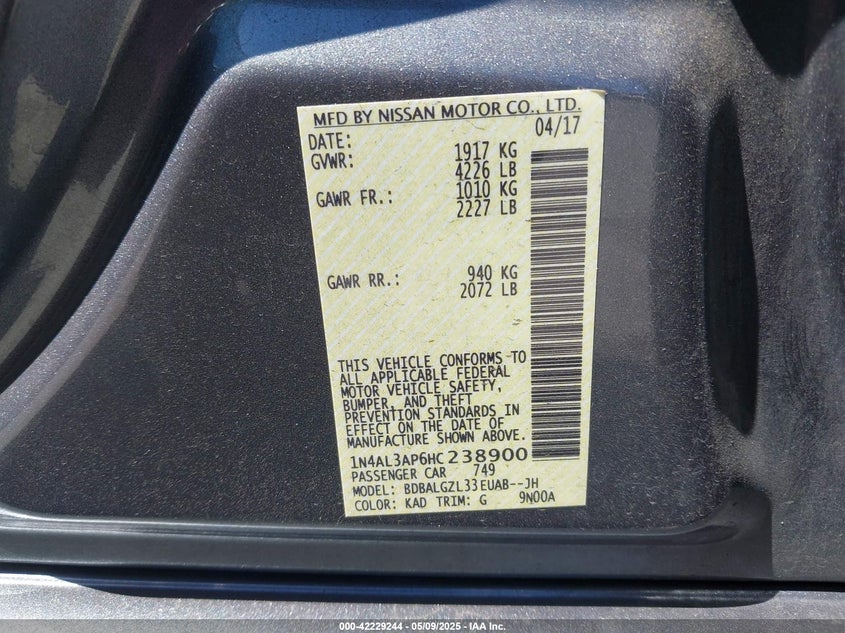 MFD BY NISSAN MOTOR CO., LTD.
DATE: 04/17
GVWR: 1917 KG
4226 LB
GAWR FR.: 1010 KG
2227 LB
GAWR RR.: 940 KG
2072 LB
THIS VEHICLE CONFORMS TO
ALL APPLICABLE FEDERAL
MOTOR VEHICLE SAFETY,
BUMPER, AND THEFT
PREVENTION STANDARDS IN
EFFECT ON THE DATE OF
MANUFACTURE SHOWN ABOVE.
1N4AL3AP6HC238900
PASSENGER CAR 749
MODEL: BDBALGZL33EUAB--JH
COLOR: KAD TRIM: G 9N00A
000-42229244 | 05/09/2025 - IAA Inc.